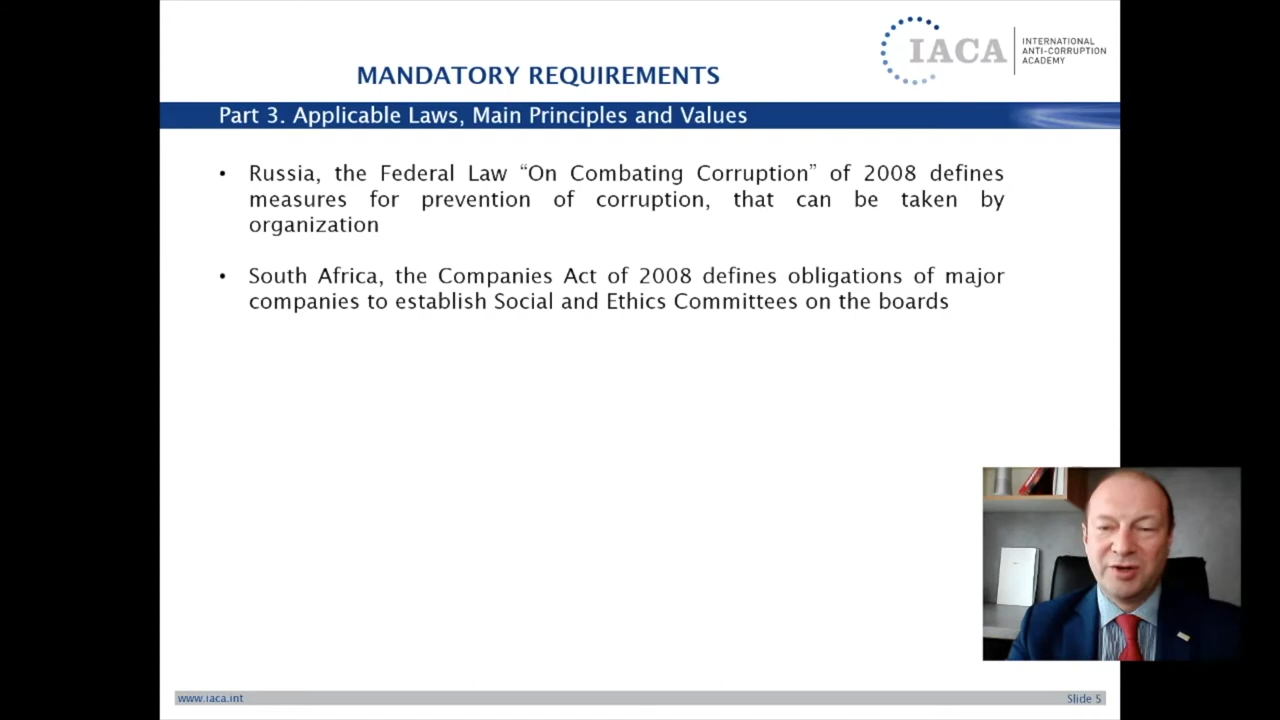 IACA
INTERNATIONAL
ANTI-CORRUPTION
ACADEMY
MANDATORY REQUIREMENTS
Part 3. Applicable Laws, Main Principles and Values
• Russia, the Federal Law “On Combating Corruption” of 2008 defines
measures for prevention of corruption, that can be taken by
organization
• South Africa, the Companies Act of 2008 defines obligations of major
companies to establish Social and Ethics Committees on the boards
www.iaca.int
Slide 5